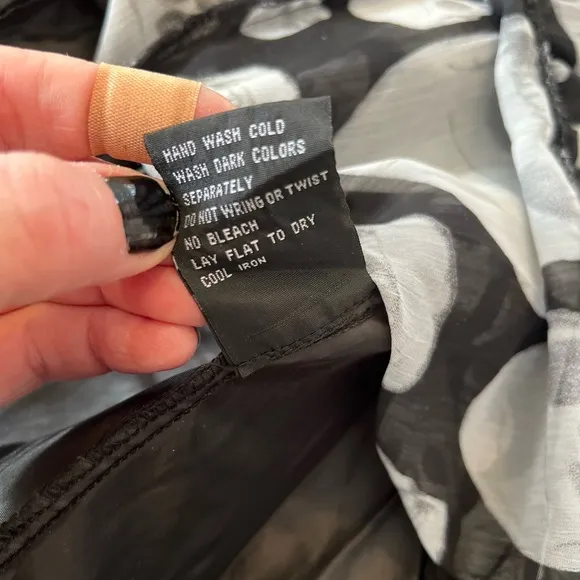 HAND WASH COLD
WASH DARK COLORS
SEPARATELY
DO NOT WRING OR TWIST
NO BLEACH
LAY FLAT TO DRY
COOL IRON